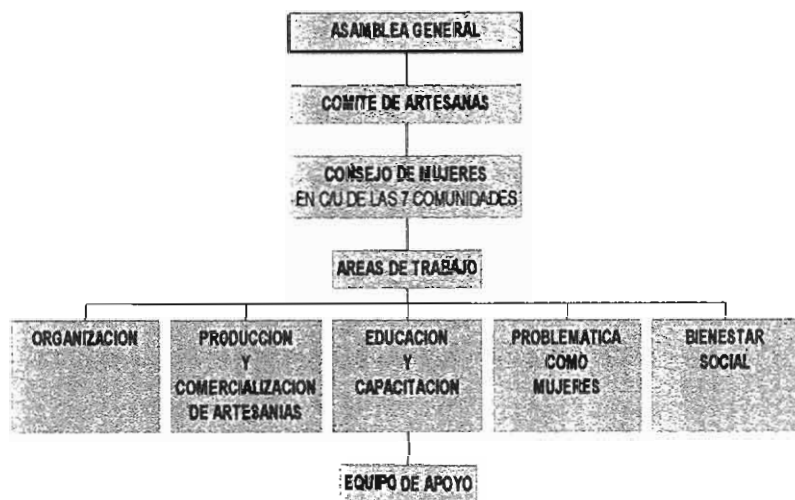 ASAMBLEA GENERAL
COMITE DE ARTESANAS
CONSEJO DE MUJERES
EN C/U DE LAS 7 COMUNIDADES
AREAS DE TRABAJO
ORGANIZACION
PRODUCCION
Y
COMERCIALIZACION
DE ARTESANIAS
EDUCACION
Y
CAPACITACION
PROBLEMATICA
COMO
MUJERES
BIENESTAR
SOCIAL
EQUIPO DE APOYO